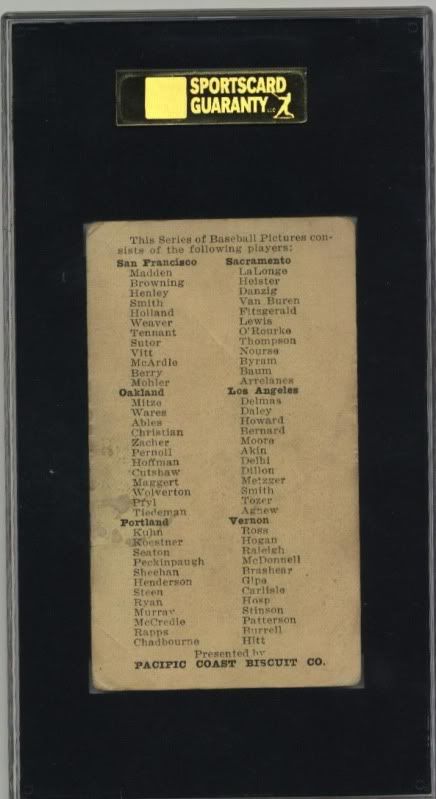 SPORTSCARD
GUARANTY LLC
This Series of Baseball Pictures con-
sists of the following players:
San Francisco
Madden
Browning
Henley
Smith
Holland
Weaver
Tennant
Sutor
Vitt
McArdle
Berry
Mohler
Oakland
Mitze
Wares
Ables
Christian
Zacher
Pernoll
Hoffman
Cutshaw
Maggert
Wolverton
Pfyl
Tiedeman
Portland
Kuhn
Koestner
Seaton
Peckinpaugh
Sheehan
Henderson
Steen
Ryan
Murray
McCredie
Rapps
Chadbourne
Sacramento
LaLonge
Heister
Danzig
Van Buren
Fitzgerald
Lewis
O'Rourke
Thompson
Nourse
Byram
Baum
Arrelanes
Los Angeles
Delmas
Daley
Howard
Bernard
Moore
Akin
Delhi
Dillon
Metzger
Smith
Tozer
Agnew
Vernon
Ross
Hogan
Raleigh
McDonnell
Brashear
Gipe
Carlisle
Hosp
Stinson
Patterson
Burrell
Hitt
Presented by
PACIFIC COAST BISCUIT CO.